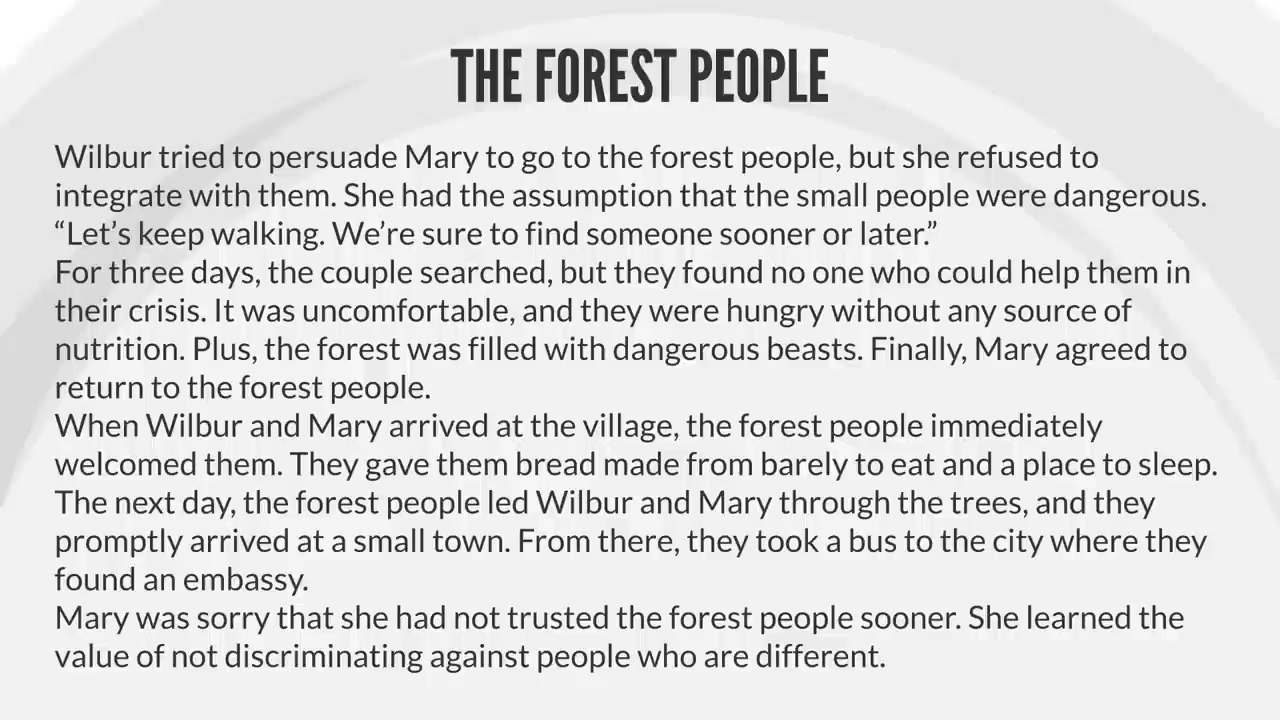 THE FOREST PEOPLE
Wilbur tried to persuade Mary to go to the forest people, but she refused to
integrate with them. She had the assumption that the small people were dangerous.
“Let’s keep walking. We’re sure to find someone sooner or later.”
For three days, the couple searched, but they found no one who could help them in
their crisis. It was uncomfortable, and they were hungry without any source of
nutrition. Plus, the forest was filled with dangerous beasts. Finally, Mary agreed to
return to the forest people.
When Wilbur and Mary arrived at the village, the forest people immediately
welcomed them. They gave them bread made from barely to eat and a place to sleep.
The next day, the forest people led Wilbur and Mary through the trees, and they
promptly arrived at a small town. From there, they took a bus to the city where they
found an embassy.
Mary was sorry that she had not trusted the forest people sooner. She learned the
value of not discriminating against people who are different.